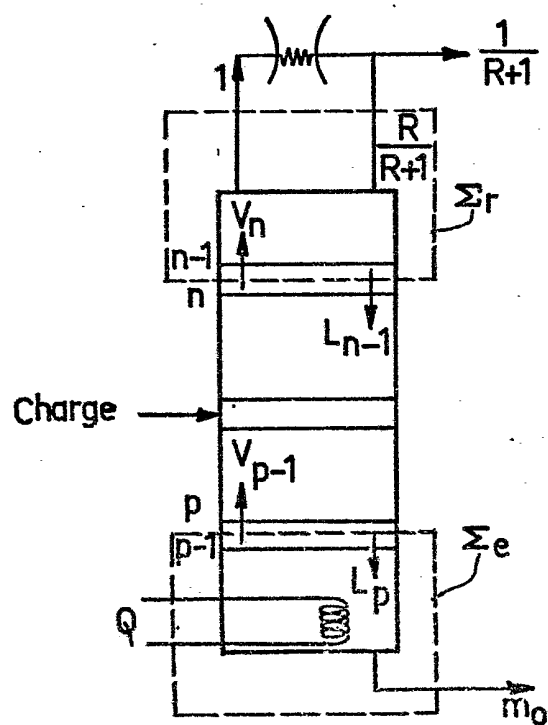 1
1
R+1
R
R+1
Σr
Vn
n-1
n
Ln-1
Charge
Vp-1
p
p-1
Σe
Lp
Q
mo